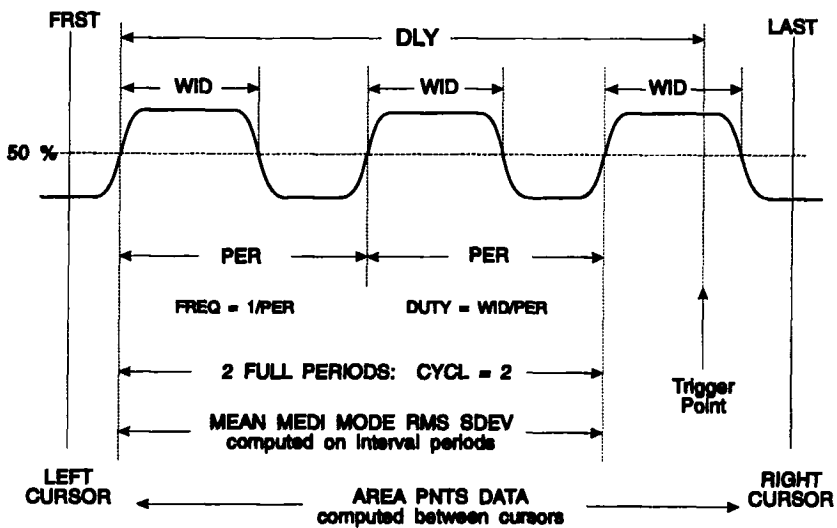 FRST
LAST
DLY
WID
WID
WID
50 %
PER
PER
FREQ = 1/PER
DUTY = WID/PER
2 FULL PERIODS: CYCL = 2
Trigger
Point
MEAN MEDI MODE RMS SDEV
computed on interval periods
LEFT
CURSOR
RIGHT
CURSOR
AREA PNTS DATA
computed between cursors